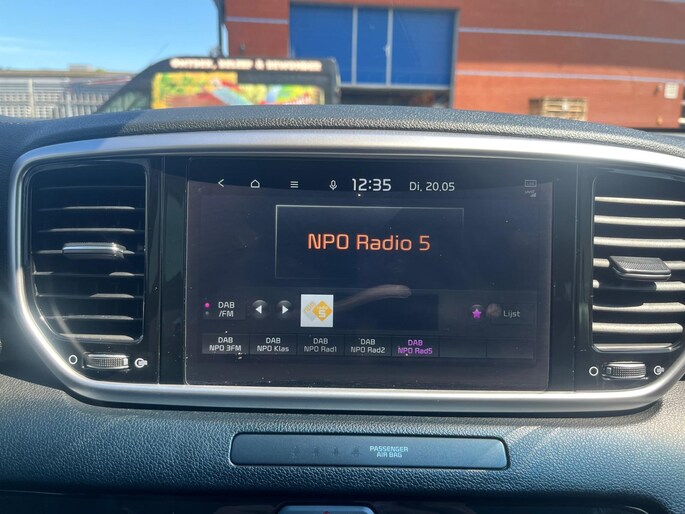 12:35
Di, 20.05
NPO Radio 5
DAB
/FM
5
Lijst
DAB
NPO 3FM
DAB
NPO Klas
DAB
NPO Rad1
DAB
NPO Rad2
DAB
NPO Rad5
PASSENGER
AIR BAG